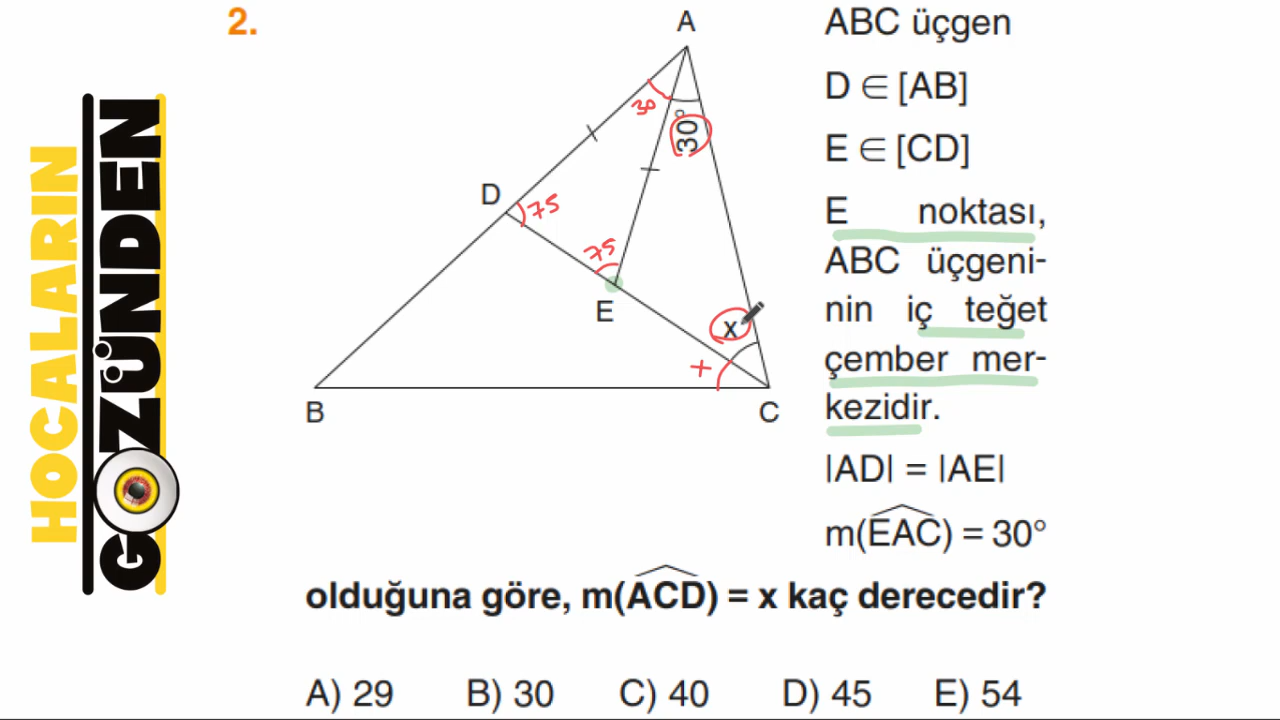 HOCALARIN
GÖZÜNDEN
2.
A
30
30°
D
75
75
E
x
x
B
C
ABC üçgen
D ∈ [AB]
E ∈ [CD]
E noktası,
ABC üçgeni-
nin iç teğet
çember mer-
kezidir.
|AD| = |AE|
m(EAC) = 30°
olduğuna göre, m(ACD) = x kaç derecedir?
A) 29 B) 30 C) 40 D) 45 E) 54